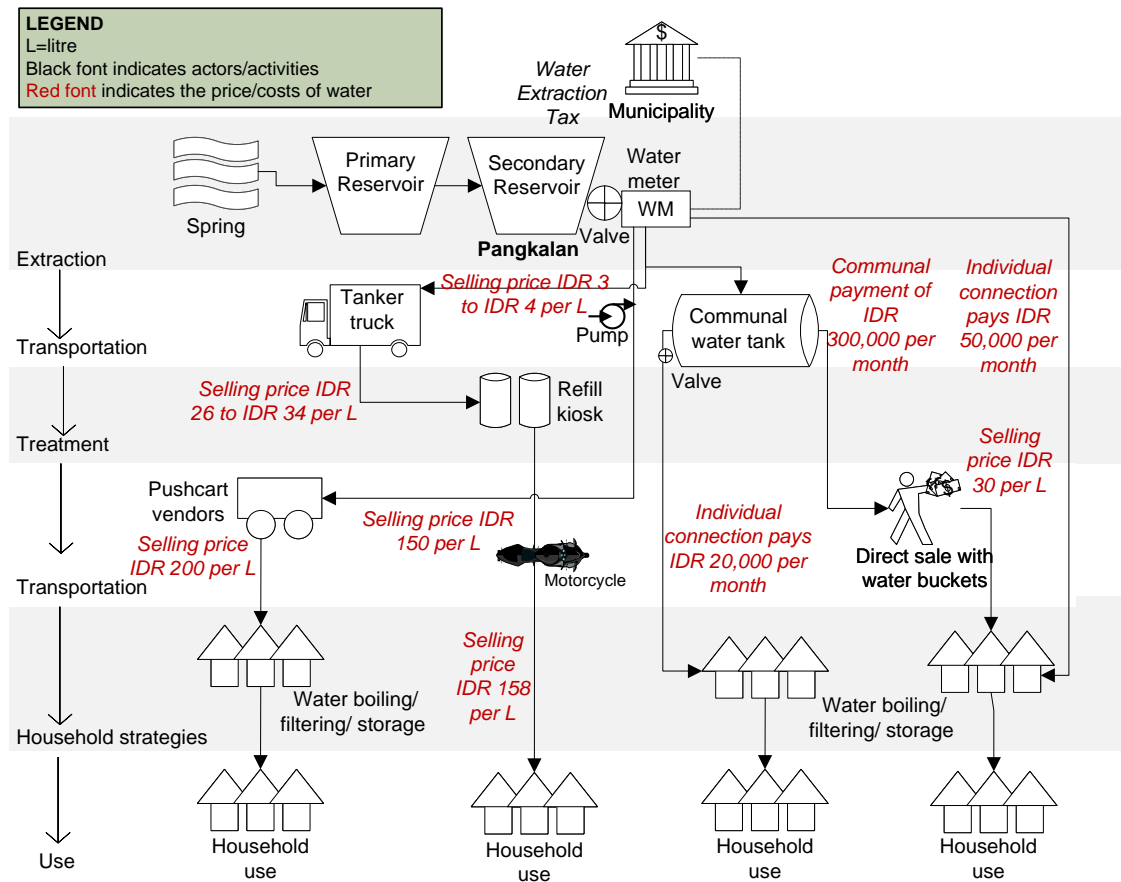 LEGEND
L=litre
Black font indicates actors/activities
Red font indicates the price/costs of water
$
Municipality
Water
Extraction
Tax
Spring
Primary
Reservoir
Secondary
Reservoir
Pangkalan
Valve
Water
meter
WM
Extraction
Selling price IDR 3
to IDR 4 per L
Tanker
truck
Pump
Communal
water tank
Valve
Communal
payment of
IDR
300,000 per
month
Individual
connection
pays IDR
50,000 per
month
Transportation
Selling price IDR
26 to IDR 34 per L
Refill
kiosk
Treatment
Selling
price IDR
30 per L
Pushcart
vendors
Selling price
IDR 200 per L
Selling price IDR
150 per L
Motorcycle
Individual
connection pays
IDR 20,000 per
month
$
Direct sale with
water buckets
Transportation
Selling
price
IDR 158
per L
Water boiling/
filtering/ storage
Water boiling/
filtering/ storage
Household strategies
Use
Household
use
Household
use
Household
use
Household
use